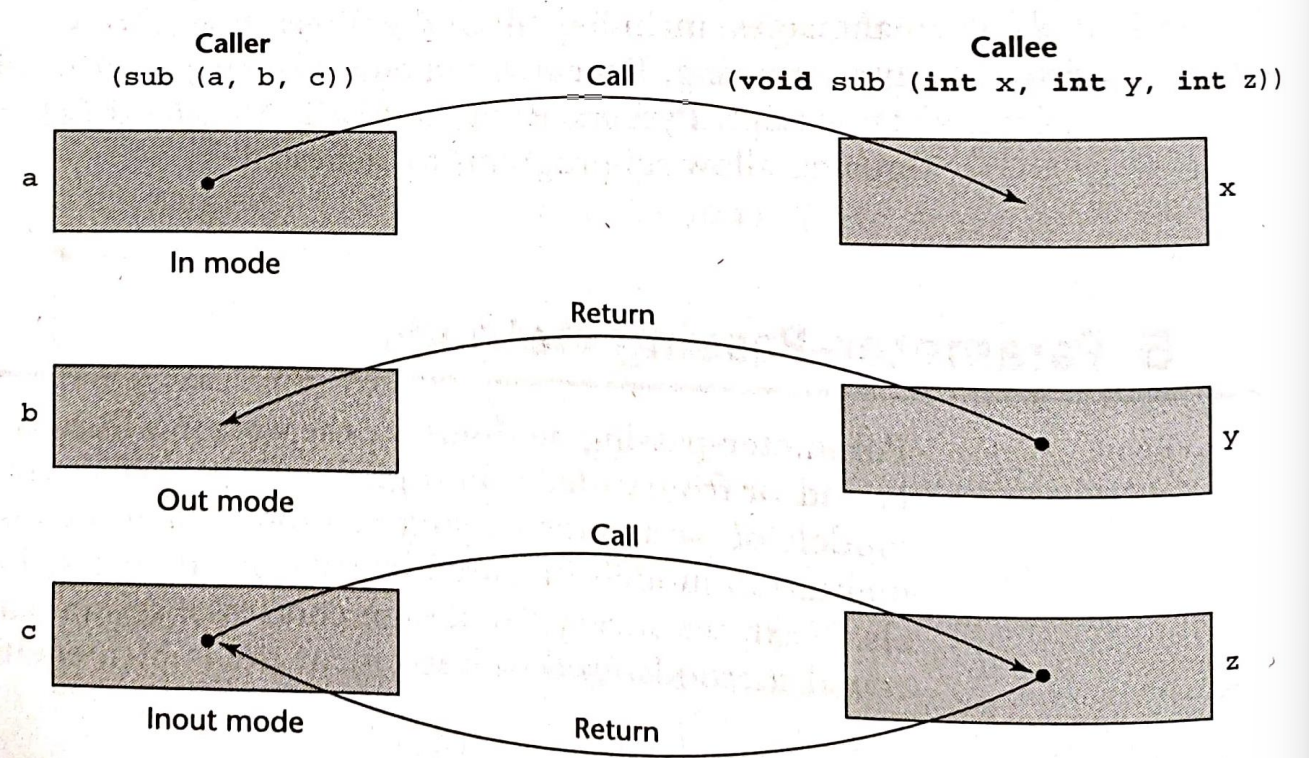 Caller
(sub (a, b, c))
Call
Callee
(void sub (int x, int y, int z))
a
x
In mode
Return
b
y
Out mode
Call
c
z
Inout mode
Return